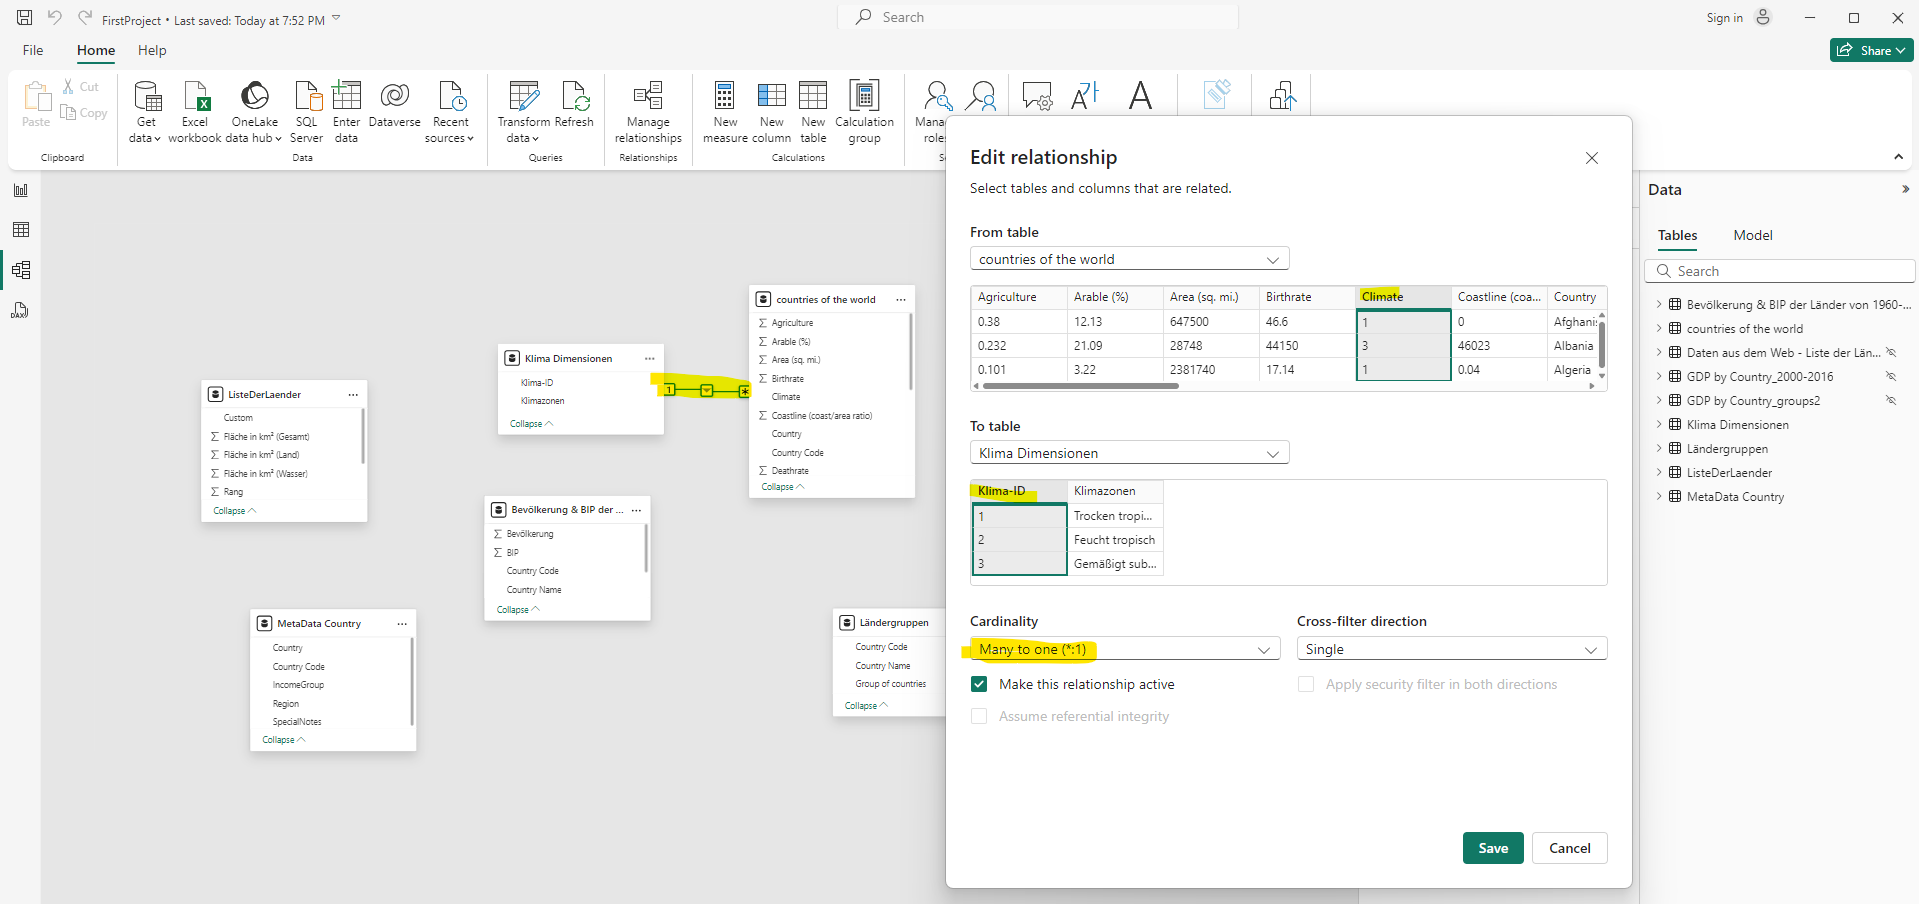 FirstProject • Last saved: Today at 7:52 PM
Search
Sign in
File Home Help
Share
Paste
Cut
Copy
Clipboard
Get data
Excel workbook
OneLake data hub
SQL Server
Enter data
Dataverse
Recent sources
Data
Transform data
Refresh
Queries
Manage relationships
Relationships
New measure
New column
New table
Calculation group
Calculations
ListeDerLaender
Custom
Fläche in km² (Gesamt)
Fläche in km² (Land)
Fläche in km² (Wasser)
Rang
Collapse
Klima Dimensionen
Klima-ID
Klimazonen
Collapse
1
*
countries of the world
Agriculture
Arable (%)
Area (sq. mi.)
Birthrate
Climate
Coastline (coast/area ratio)
Country
Country Code
Deathrate
Collapse
Bevölkerung & BIP der ...
Bevölkerung
BIP
Country Code
Country Name
Collapse
MetaData Country
Country
Country Code
IncomeGroup
Region
SpecialNotes
Collapse
Ländergruppen
Country Code
Country Name
Group of countries
Collapse
Edit relationship
Select tables and columns that are related.
From table
countries of the world
Agriculture Arable (%) Area (sq. mi.) Birthrate Climate Coastline (coa... Country
0.38 12.13 647500 46.6 1 0
0.232 21.09 28748 44150 3 46023 Albania
0.101 3.22 2381740 17.14 1 0.04 Algeria
To table
Klima Dimensionen
Klima-ID Klimazonen
1 Trocken tropi...
2 Feucht tropisch
3 Gemäßigt sub...
Cardinality
Many to one (*:1)
Cross-filter direction
Single
Make this relationship active
Apply security filter in both directions
Assume referential integrity
Save Cancel
Data
Tables Model
Search
Bevölkerung & BIP der Länder von 1960-...
countries of the world
Daten aus dem Web - Liste der Län...
GDP by Country_2000-2016
GDP by Country_groups2
Klima Dimensionen
Ländergruppen
ListeDerLaender
MetaData Country